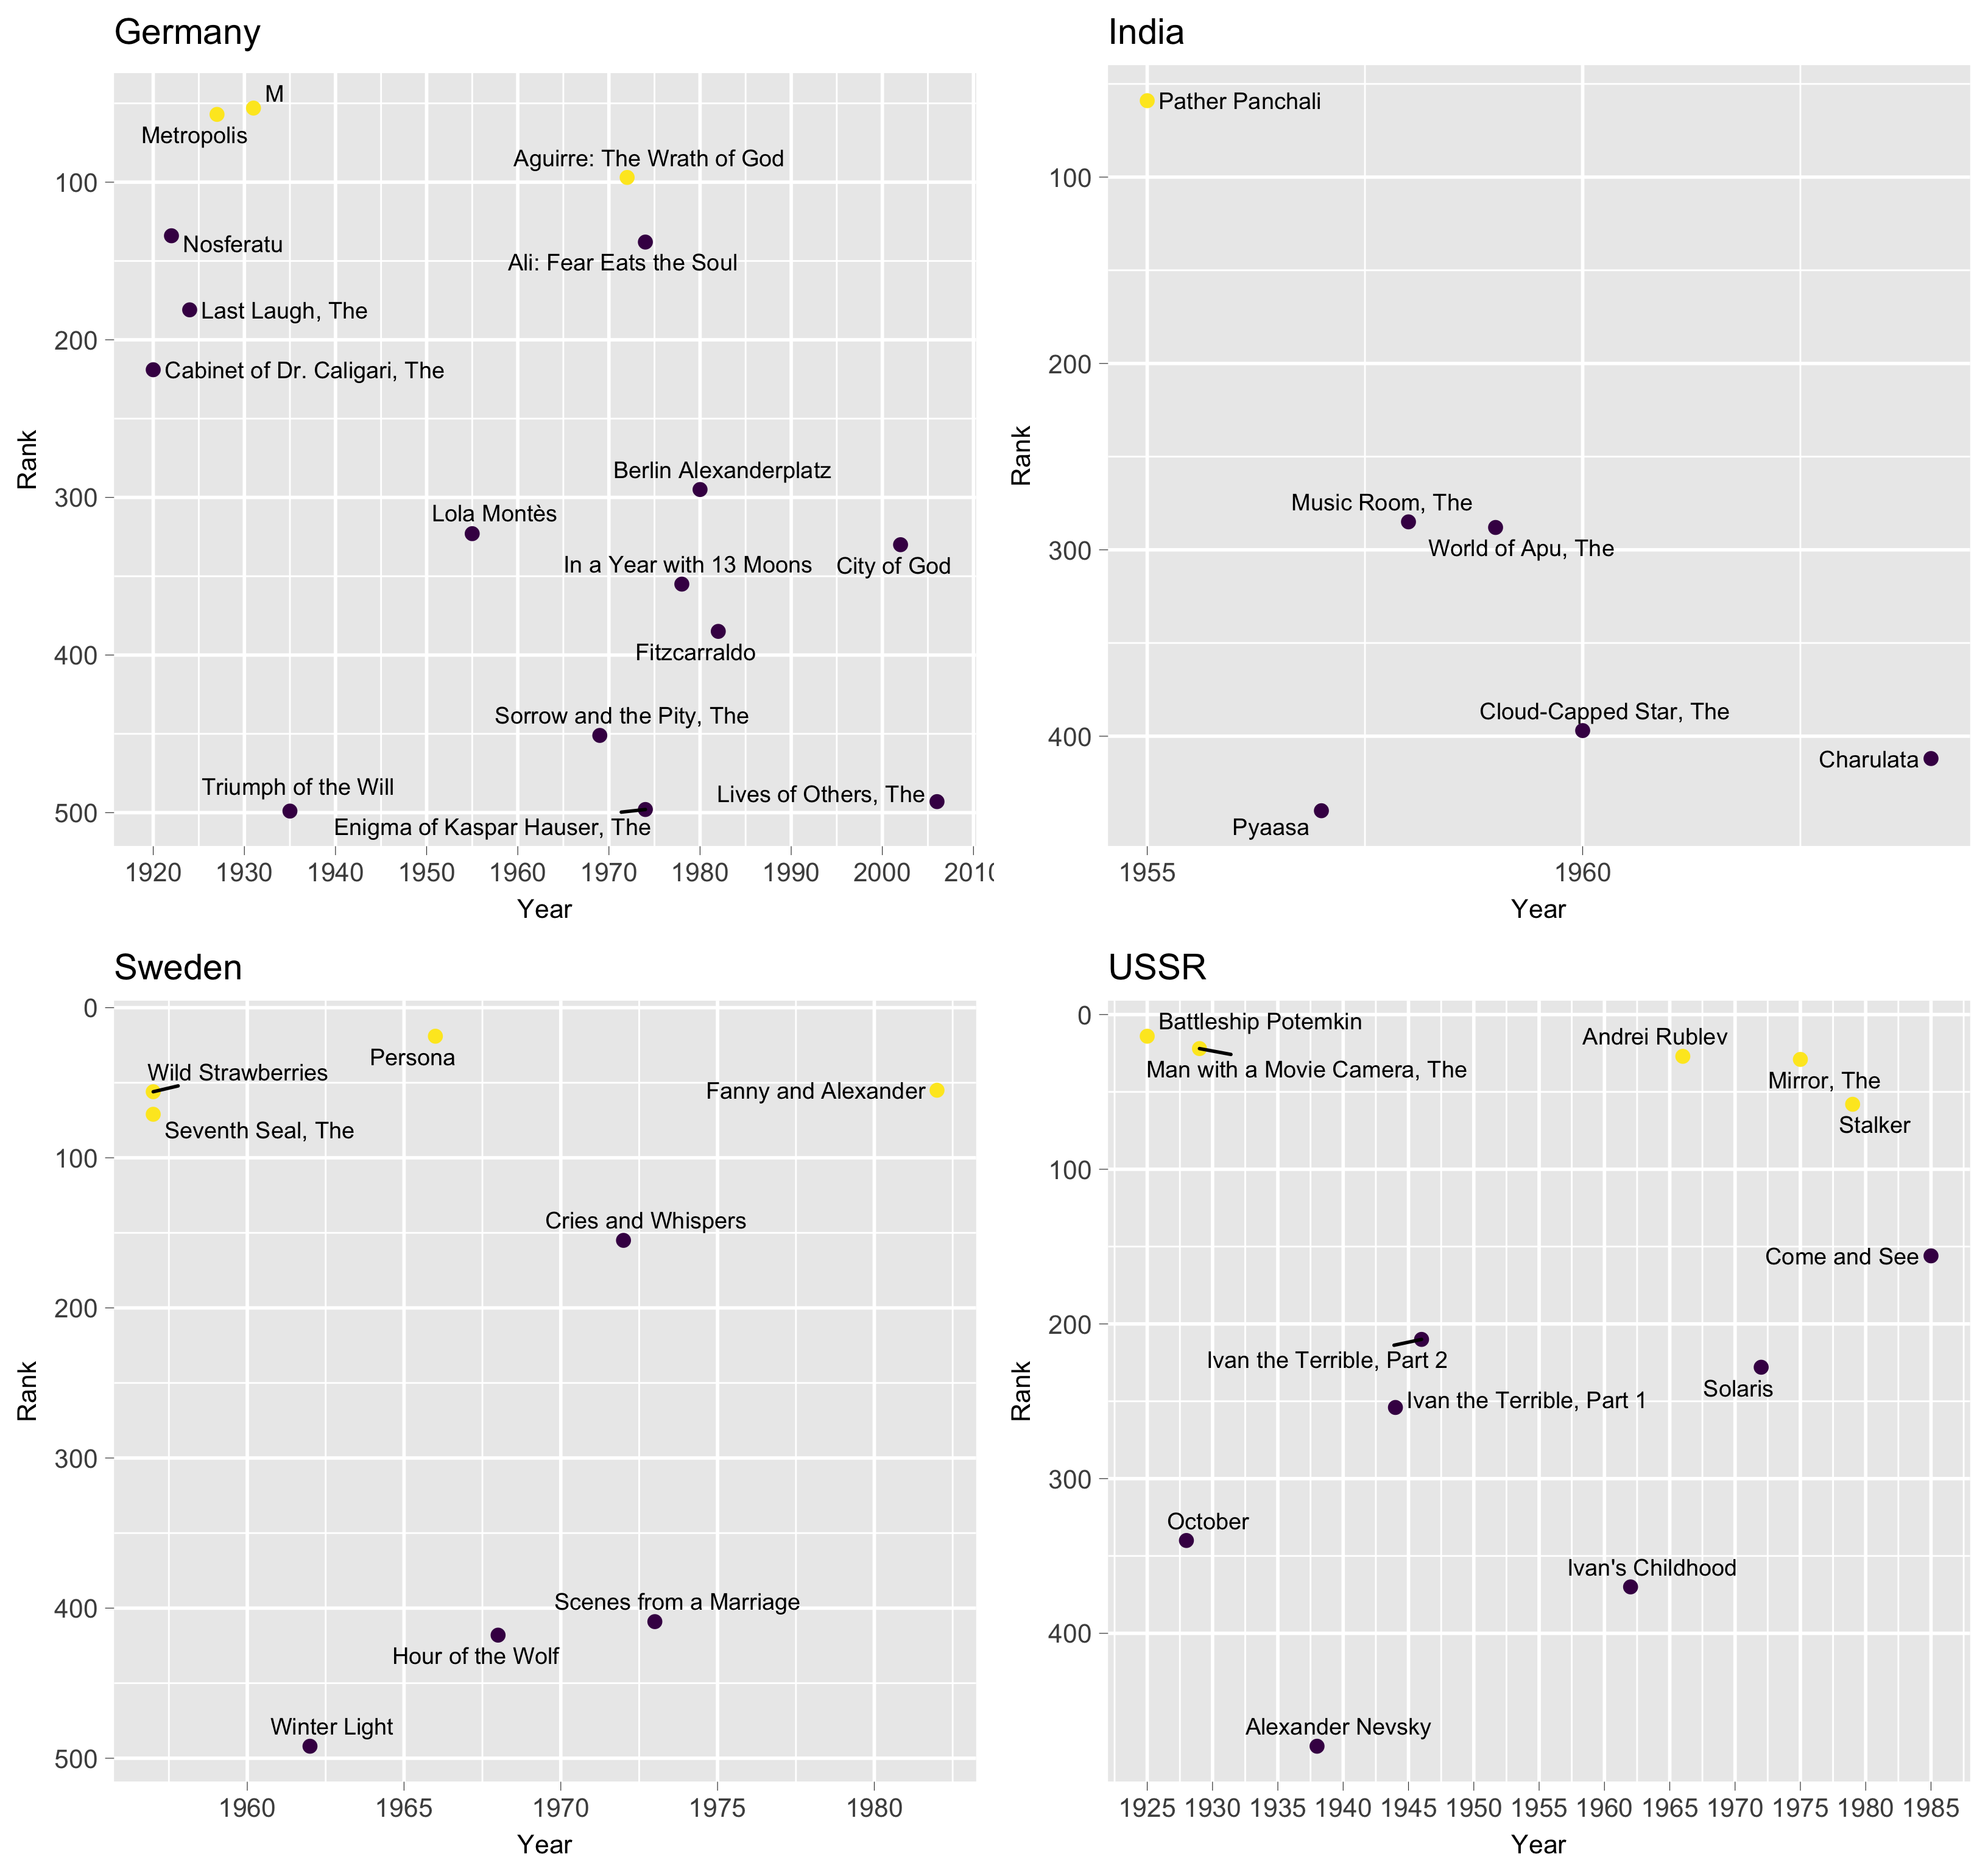 Germany
M
Metropolis
Aguirre: The Wrath of God
100
Nosferatu
Ali: Fear Eats the Soul
Last Laugh, The
200
Cabinet of Dr. Caligari, The
Rank
Berlin Alexanderplatz
300
Lola Montès
In a Year with 13 Moons
City of God
Fitzcarraldo
400
Sorrow and the Pity, The
Triumph of the Will
Lives of Others, The
500
Enigma of Kaspar Hauser, The
1920 1930 1940 1950 1960 1970 1980 1990 2000 2010
Year
India
Pather Panchali
100
200
Rank
Music Room, The
300
World of Apu, The
Cloud-Capped Star, The
400
Charulata
Pyaasa
1955 1960
Year
Sweden
0
Persona
Wild Strawberries
Fanny and Alexander
Seventh Seal, The
100
Cries and Whispers
200
Rank
300
Scenes from a Marriage
400
Hour of the Wolf
Winter Light
500
1960 1965 1970 1975 1980
Year
USSR
0
Battleship Potemkin
Andrei Rublev
Man with a Movie Camera, The
Mirror, The
Stalker
100
Come and See
200
Ivan the Terrible, Part 2
Solaris
Rank
Ivan the Terrible, Part 1
300
October
Ivan's Childhood
400
Alexander Nevsky
1925 1930 1935 1940 1945 1950 1955 1960 1965 1970 1975 1980 1985
Year